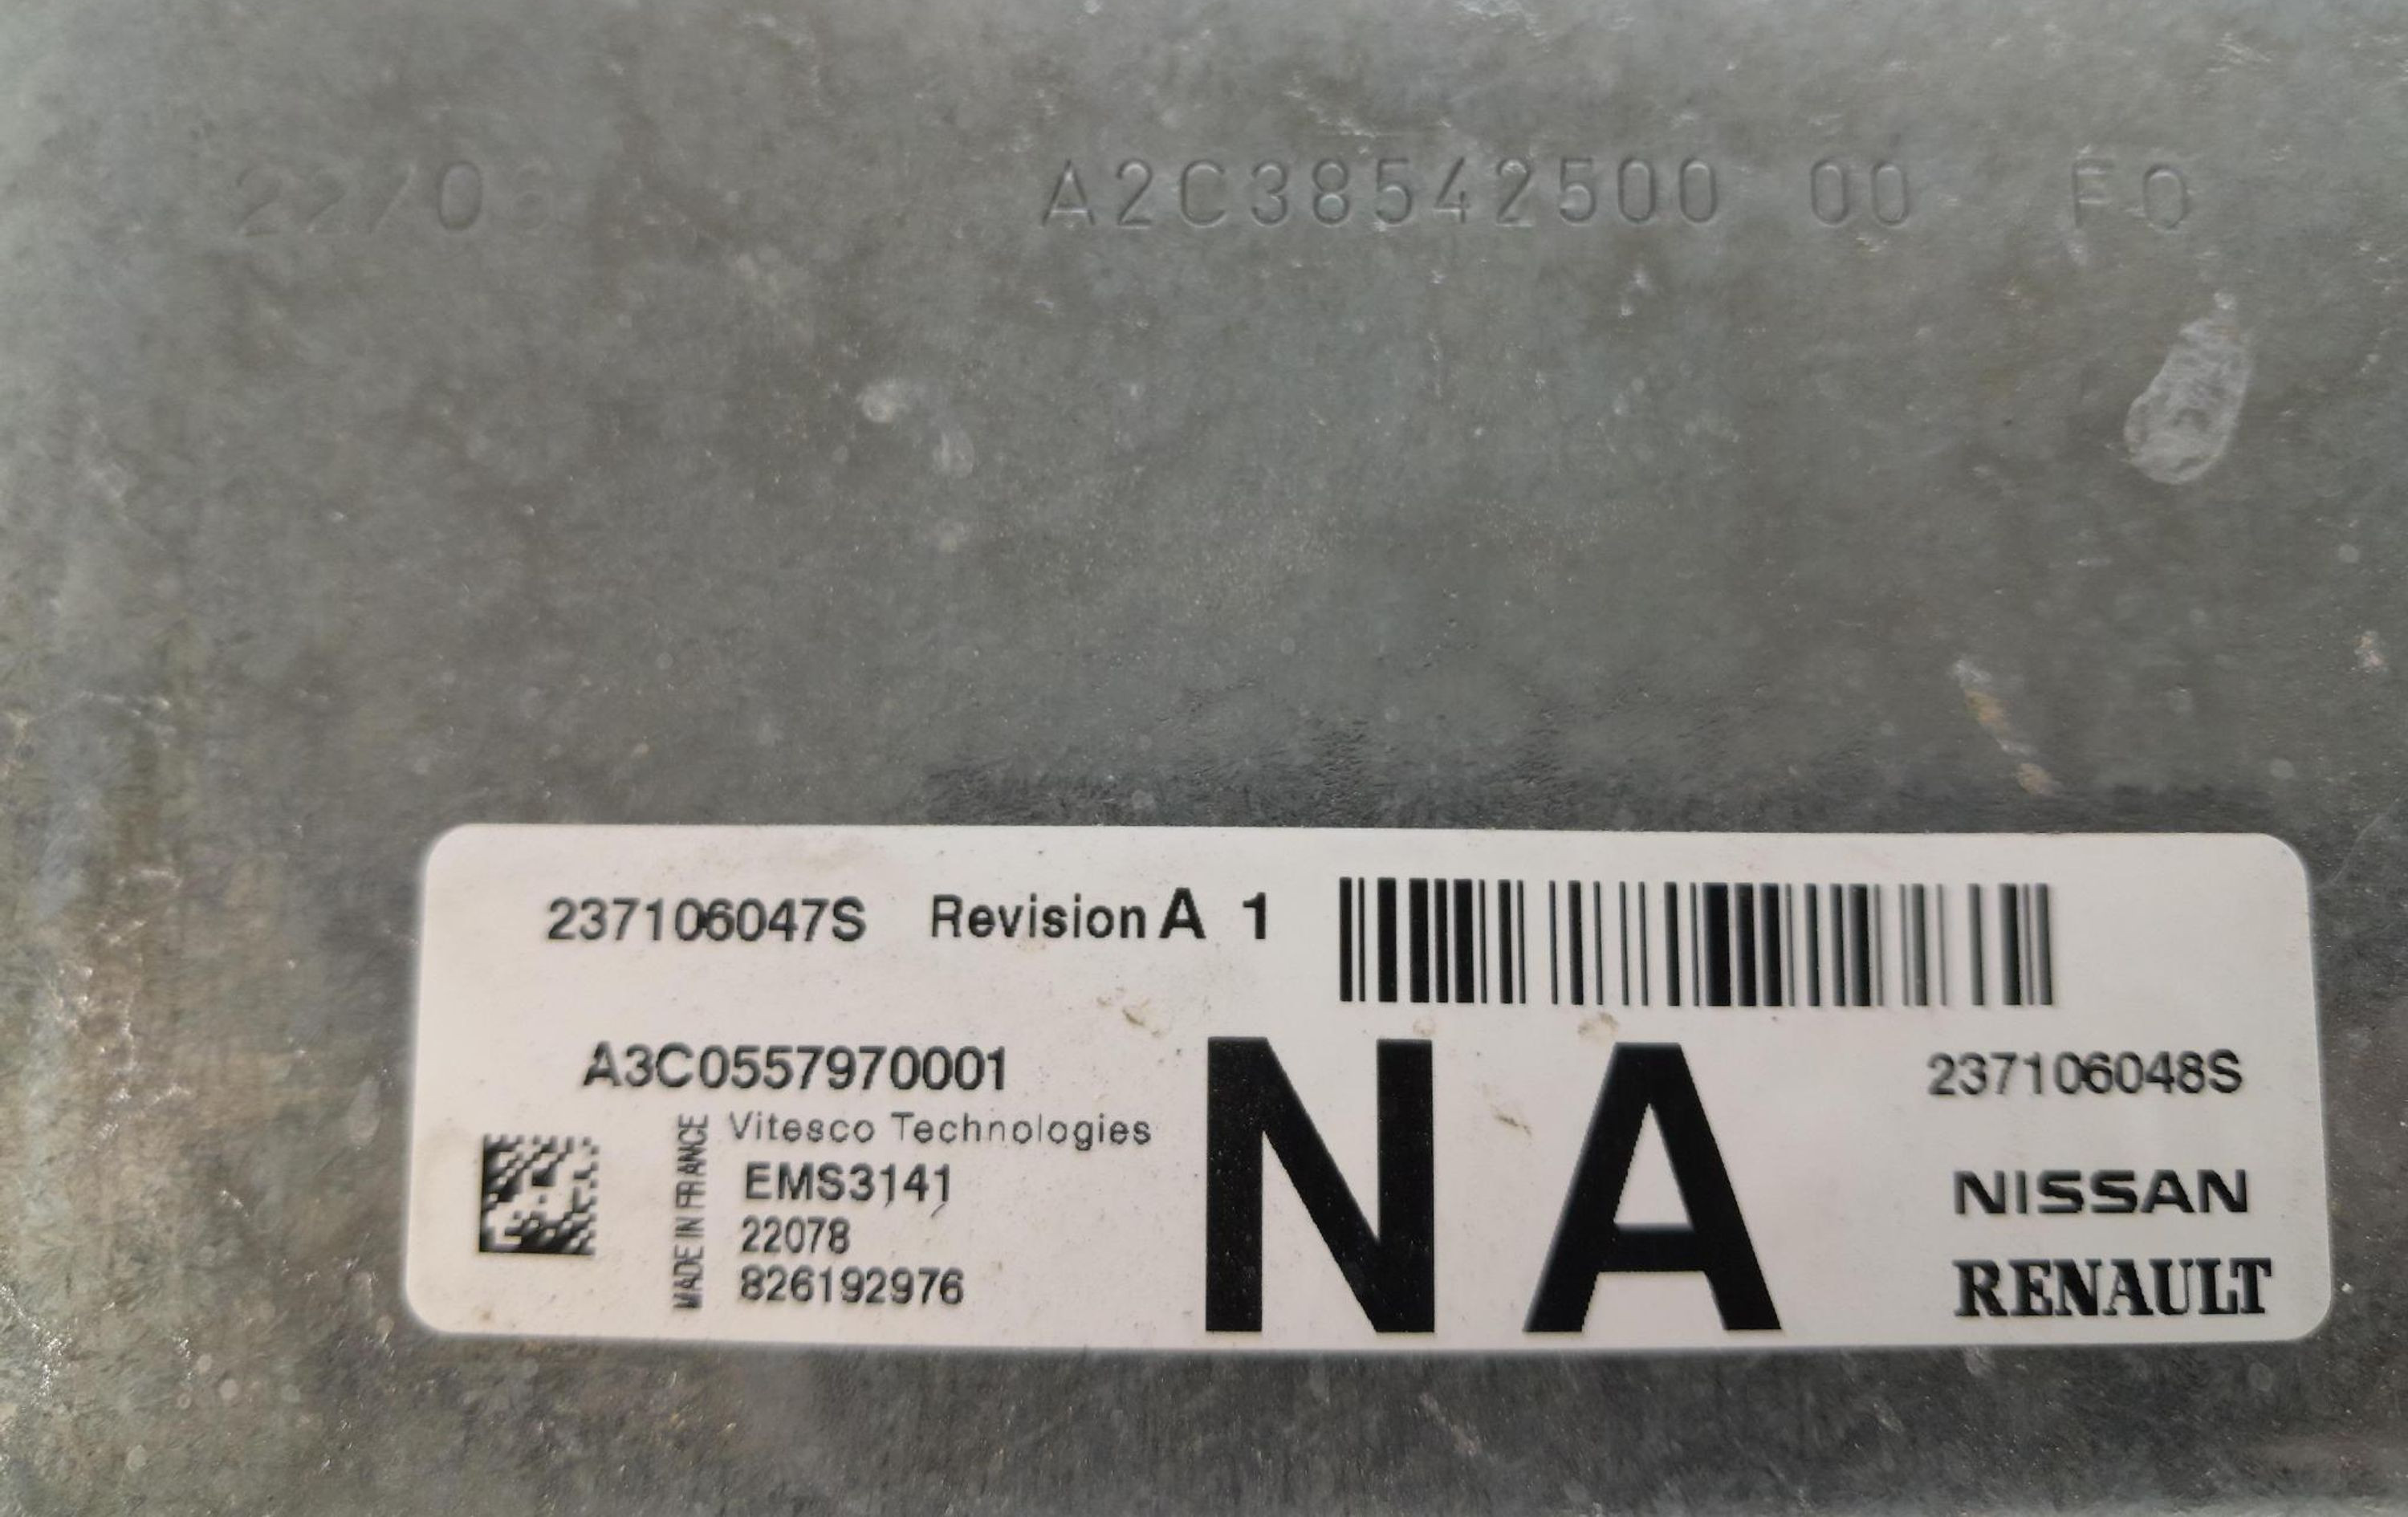 A2C38542500 00 F0
237106047S Revision A 1
A3C0557970001
NA
237106048S
MADE IN FRANCE
Vitesco Technologies
EMS3141
22078
826192976
NISSAN
RENAULT